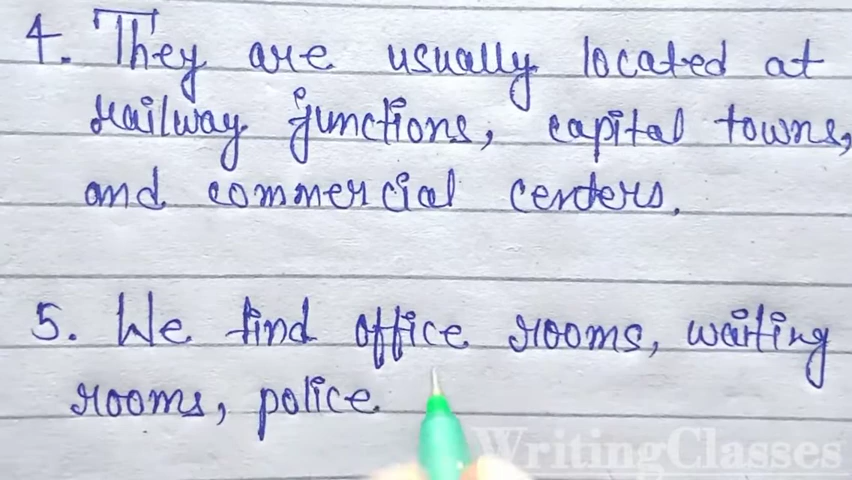 4. They are usually located at
railway junctions, capital towns,
and commercial centers.
5. We find office rooms, waiting
rooms, police
WritingClasses